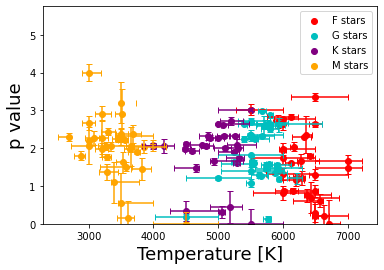 F stars
G stars
K stars
M stars
p value
5
4
3
2
1
0
3000 4000 5000 6000 7000
Temperature [K]